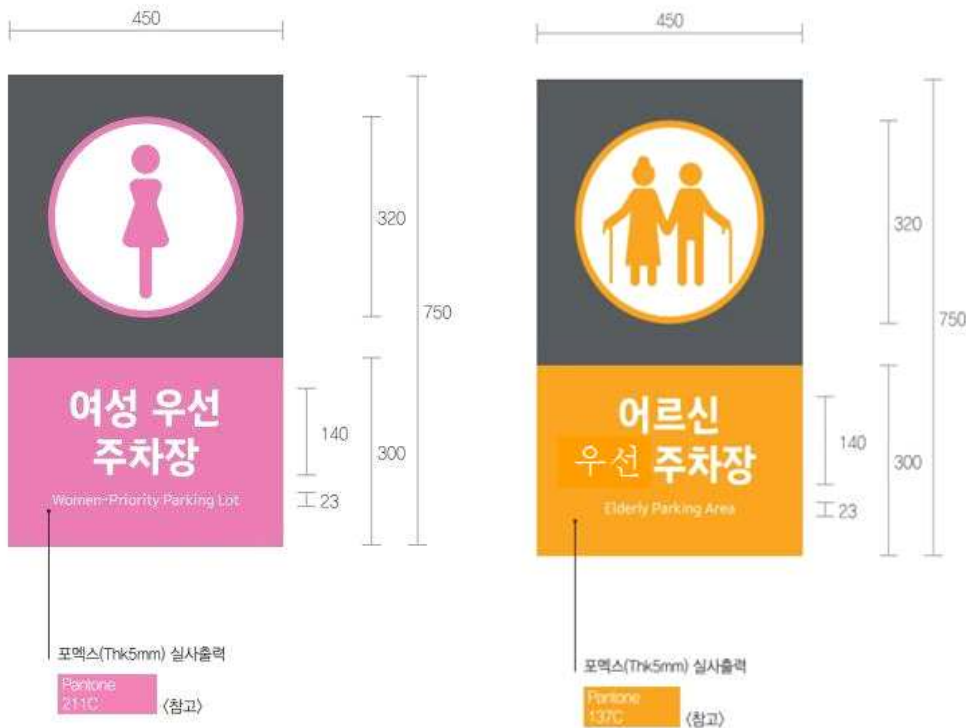 450
320
750
여성 우선
주차장
140
300
Women-Priority Parking Lot
23
포멕스(Thk5mm) 실사출력
Pantone
211C
〈참고〉
450
320
750
어르신
우선 주차장
140
300
Elderly Parking Area
23
포멕스(Thk5mm) 실사출력
Pantone
137C
〈참고〉